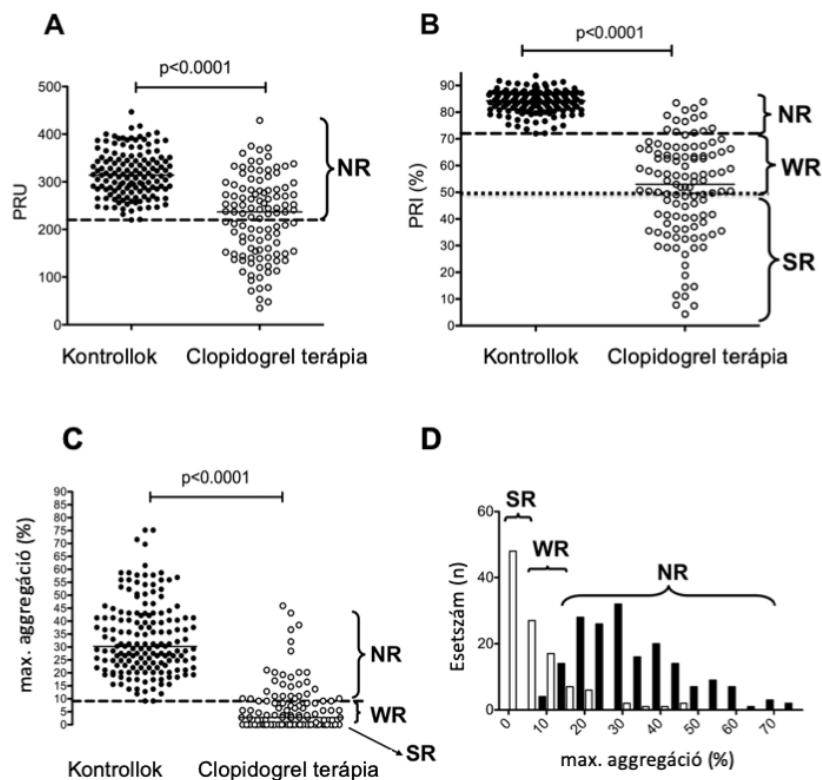 A
p<0.0001
500
400
300
200
100
0
PRU
NR
Kontrollok
Clopidogrel terápia
B
p<0.0001
90
80
70
60
50
40
30
20
10
0
PRI (%)
NR
WR
SR
Kontrollok
Clopidogrel terápia
C
p<0.0001
90
85
80
75
70
65
60
55
50
45
40
35
30
25
20
15
10
5
0
max. aggregáció (%)
NR
WR
SR
Kontrollok
Clopidogrel terápia
D
SR
WR
NR
60
40
20
0
Esetszám (n)
0 10 20 30 40 50 60 70
max. aggregáció (%)